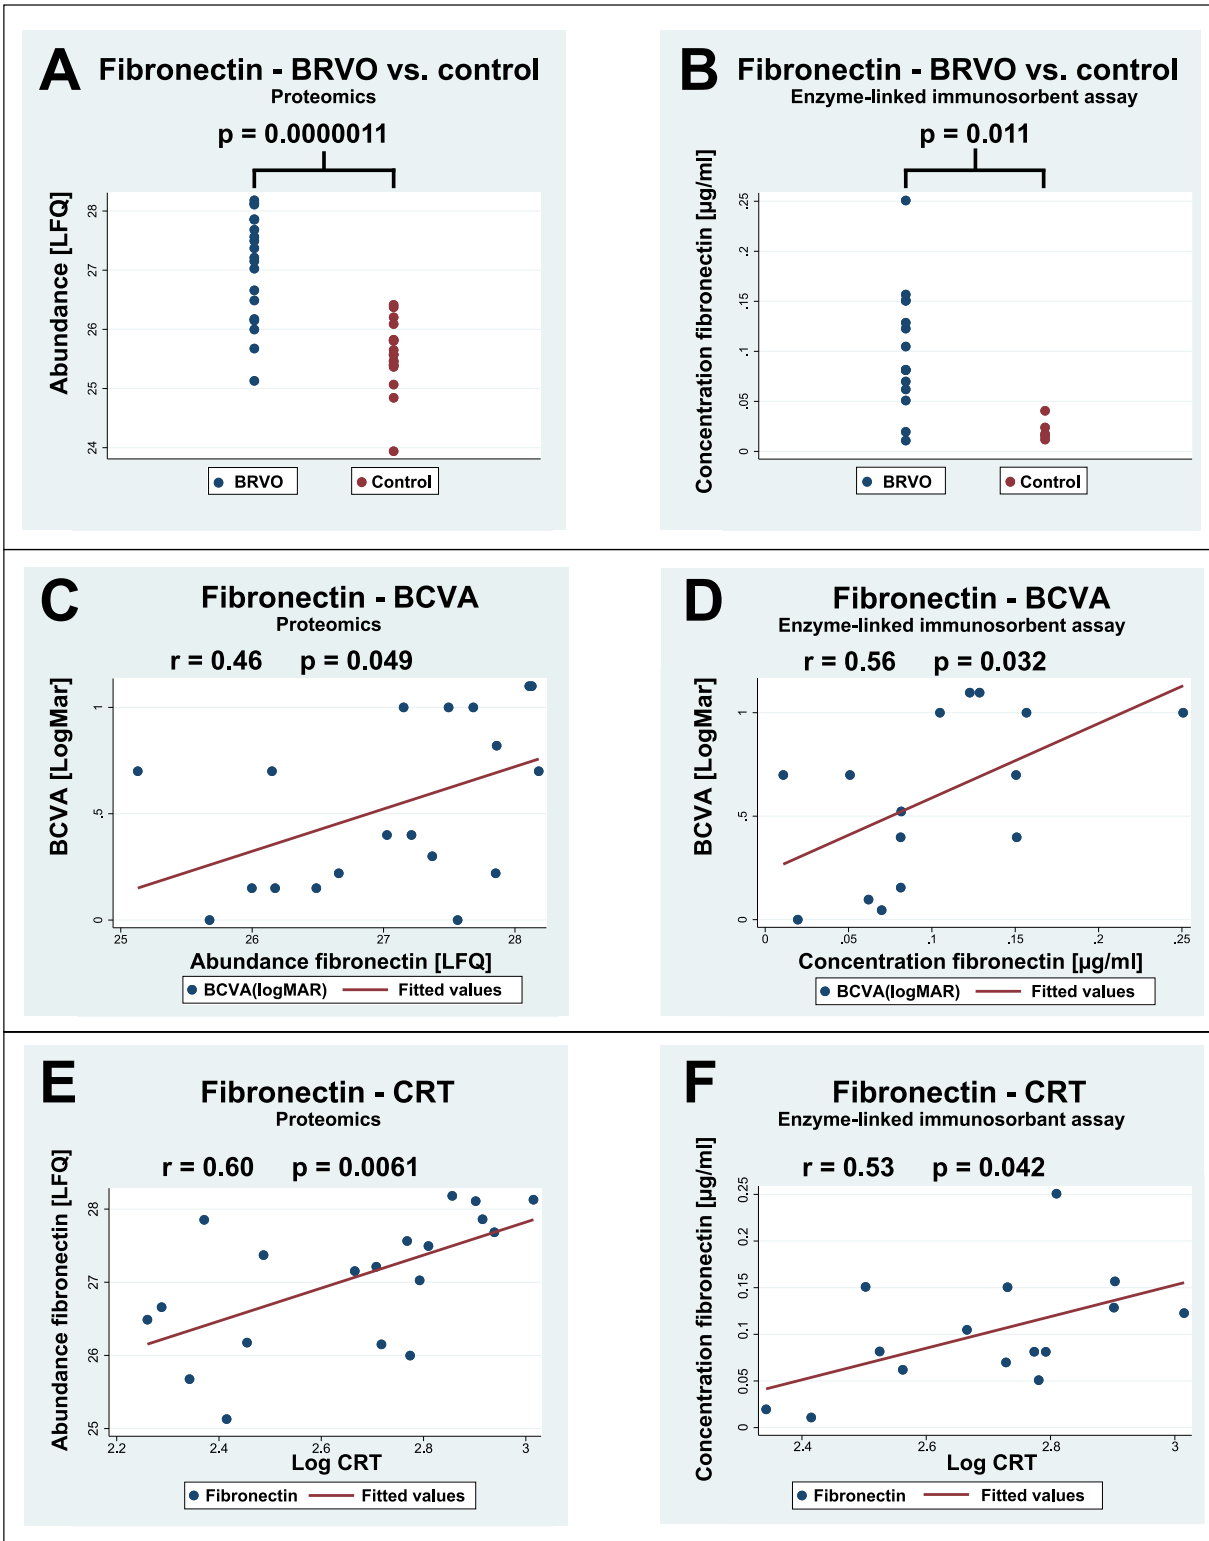 A Fibronectin - BRVO vs. control
Proteomics
p = 0.0000011
Abundance [LFQ]
28
27
26
25
24
BRVO
Control
B Fibronectin - BRVO vs. control
Enzyme-linked immunosorbent assay
p = 0.011
Concentration fibronectin [µg/ml]
.25
.2
.15
.1
.05
0
BRVO
Control
C Fibronectin - BCVA
Proteomics
r = 0.46 p = 0.049
BCVA [LogMar]
1
.5
0
25 26 27 28
Abundance fibronectin [LFQ]
BCVA(logMAR) Fitted values
D Fibronectin - BCVA
Enzyme-linked immunosorbent assay
r = 0.56 p = 0.032
BCVA [LogMar]
1
.5
0
0 .05 .1 .15 .2 .25
Concentration fibronectin [µg/ml]
BCVA(logMAR) Fitted values
E Fibronectin - CRT
Proteomics
r = 0.60 p = 0.0061
Abundance fibronectin [LFQ]
28
27
26
25
2.2 2.4 2.6 2.8 3
Log CRT
Fibronectin Fitted values
F Fibronectin - CRT
Enzyme-linked immunosorbant assay
r = 0.53 p = 0.042
Concentration fibronectin [µg/ml]
0.25
0.2
0.15
0.1
0.05
0
2.4 2.6 2.8 3
Log CRT
Fibronectin Fitted values